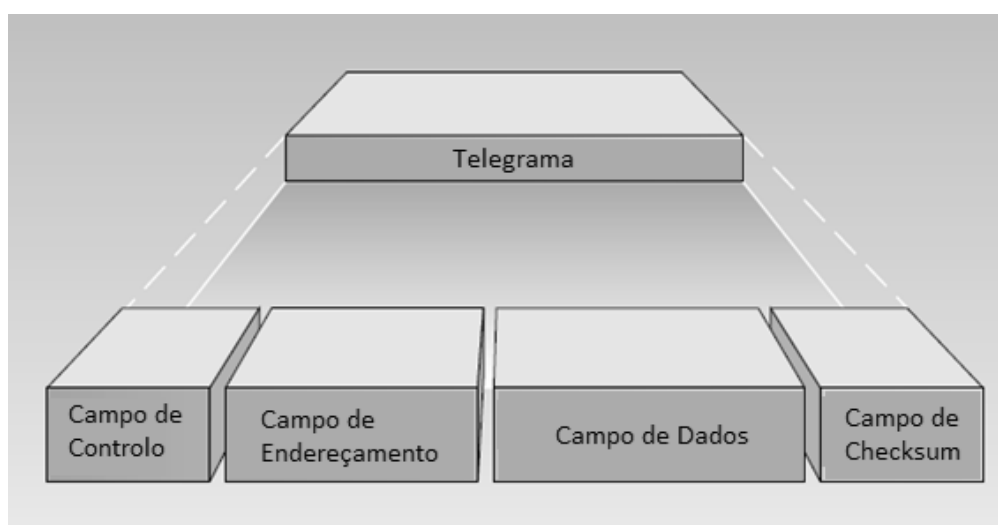 Telegrama
Campo de
Controlo
Campo de
Endereçamento
Campo de Dados
Campo de
Checksum